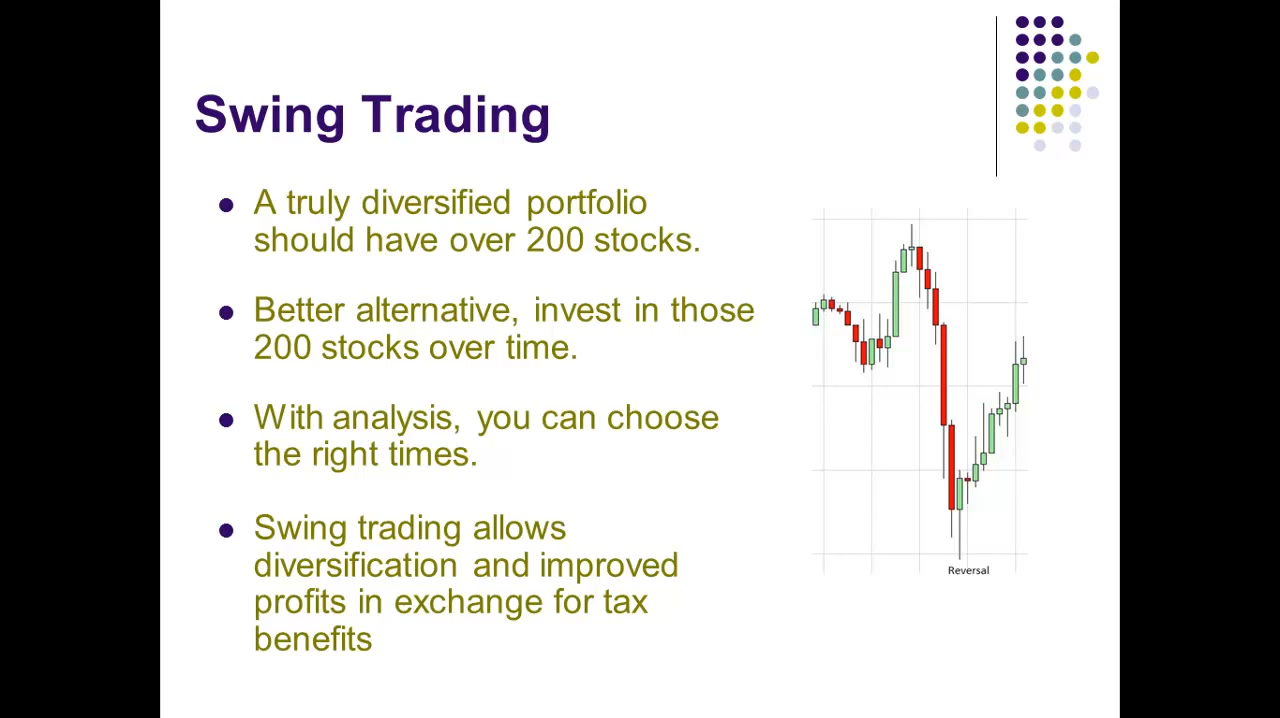 Swing Trading
A truly diversified portfolio
should have over 200 stocks.
Better alternative, invest in those
200 stocks over time.
With analysis, you can choose
the right times.
Swing trading allows
diversification and improved
profits in exchange for tax
benefits
Reversal